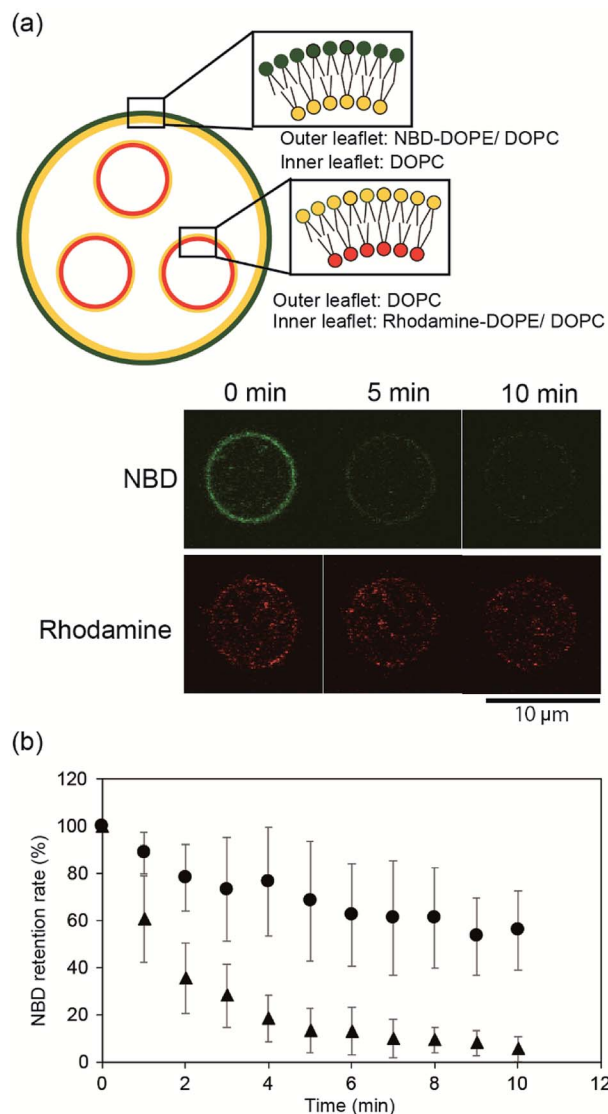 (a)
Outer leaflet: NBD-DOPE/ DOPC
Inner leaflet: DOPC
Outer leaflet: DOPC
Inner leaflet: Rhodamine-DOPE/ DOPC
0 min 5 min 10 min
NBD
Rhodamine
10 μm
(b)
NBD retention rate (%)
120
100
80
60
40
20
0
0 2 4 6 8 10 12
Time (min)